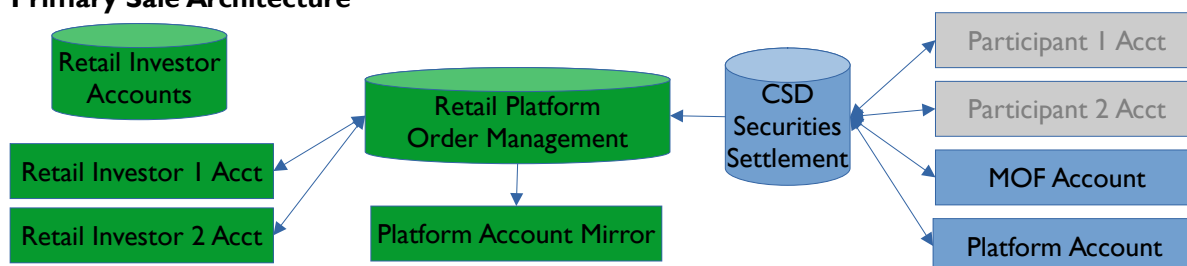 Primary Sale Architecture
Retail Investor
Accounts
Retail Investor 1 Acct
Retail Investor 2 Acct
Retail Platform
Order Management
Platform Account Mirror
CSD
Securities
Settlement
Participant 1 Acct
Participant 2 Acct
MOF Account
Platform Account